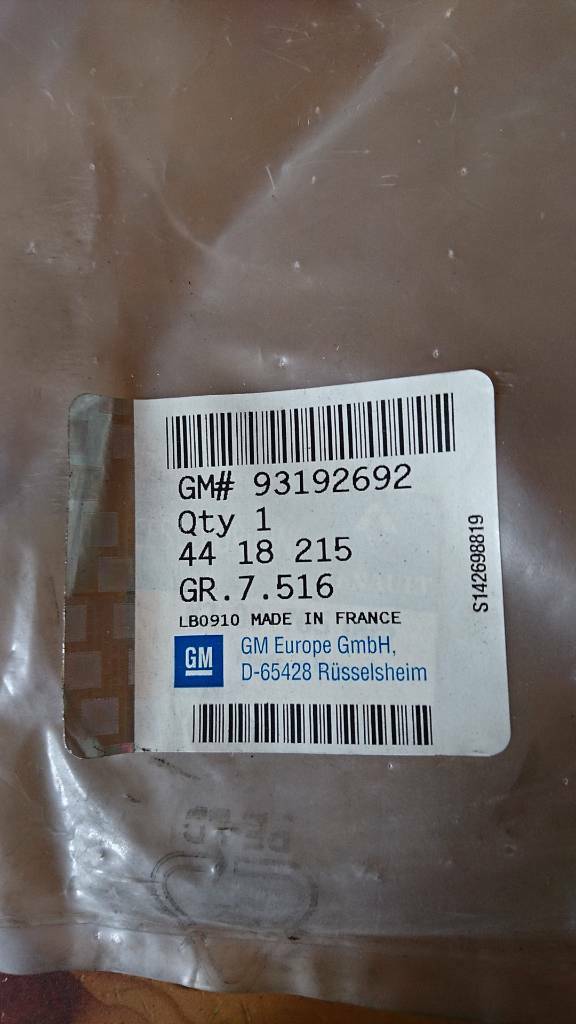 GM# 93192692
Qty 1
44 18 215
GR.7.516
LB0910 MADE IN FRANCE
GM
GM Europe GmbH,
D-65428 Rüsselsheim
S142698819